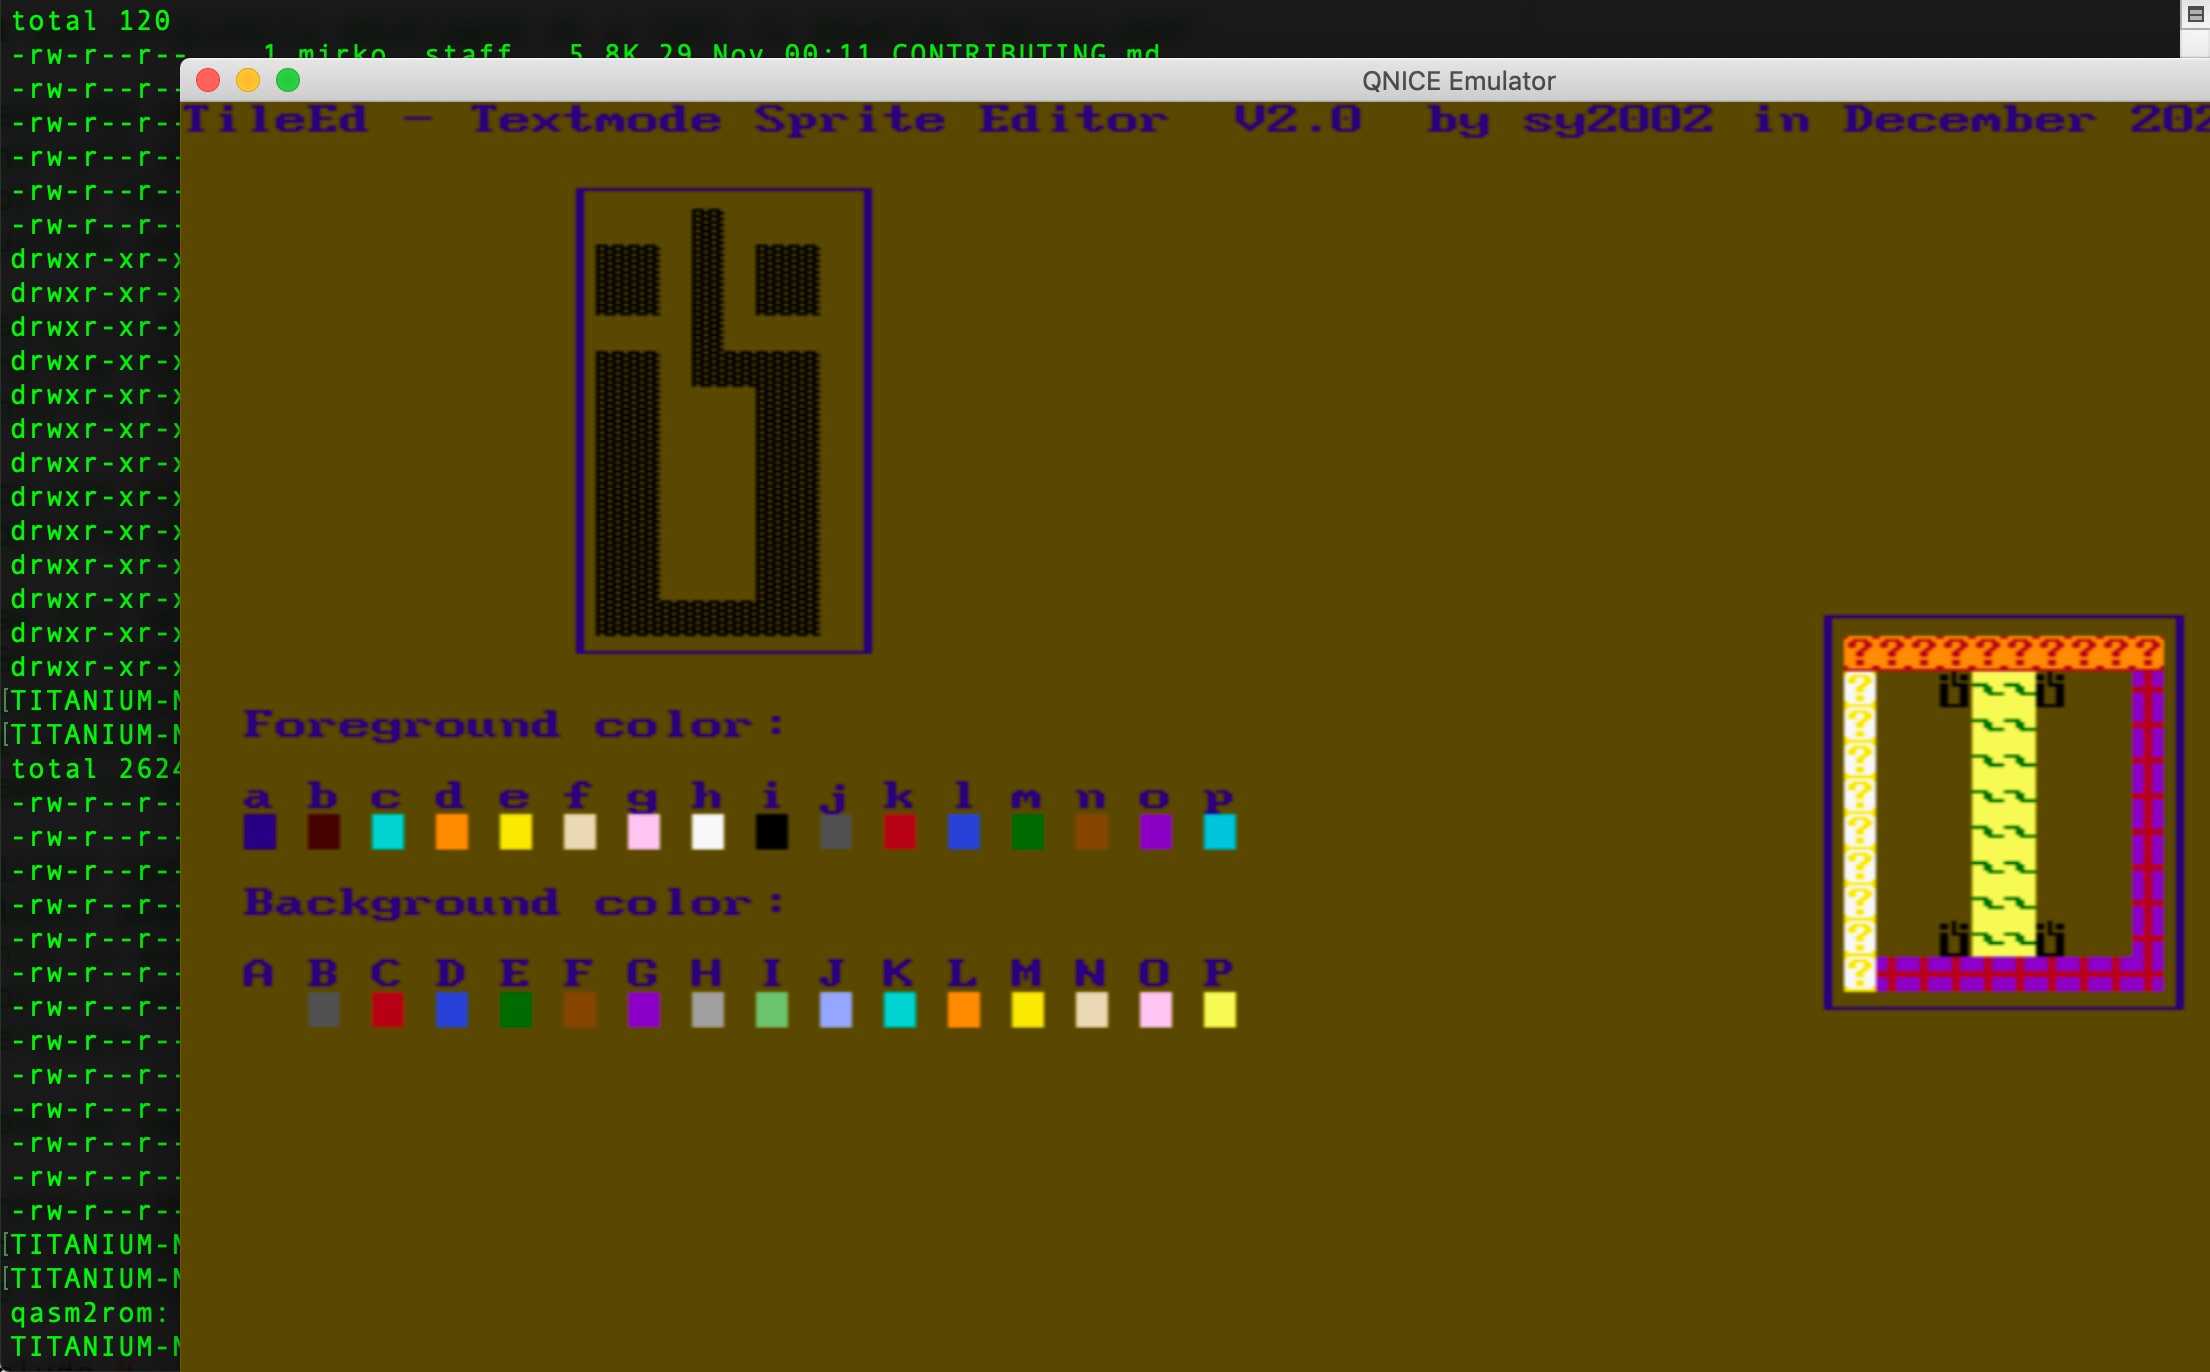 total 120
-rw-r--r-- 1 mirko staff 5.8K 29 Nov 00:11 CONTRIBUTING.md
-rw-r--r--
QNICE Emulator
-rw-r--r-
TileEd - Textmode Sprite Editor V2.0 by sy2002 in December 202
-rw-r--r-
-rw-r--r-
-rw-r--r-
drwxr-xr-x
drwxr-xr-x
drwxr-xr-x
drwxr-xr-x
drwxr-xr-x
drwxr-xr-x
drwxr-xr-x
drwxr-xr-x
drwxr-xr-x
drwxr-xr-x
drwxr-xr-x
drwxr-xr-x
drwxr-xr-x
??????????
?
?
?
?
?
?
?
?
?
[TITANIUM-M
[TITANIUM-M
Foreground color:
total 2624
a b c d e f g h i j k l m n o p
-rw-r--r-
-rw-r--r-
-rw-r--r-
Background color:
-rw-r--r-
-rw-r--r-
A B C D E F G H I J K L M N O P
-rw-r--r-
-rw-r--r-
-rw-r--r-
-rw-r--r-
-rw-r--r-
-rw-r--r-
-rw-r--r-
-rw-r--r-
[TITANIUM-M
[TITANIUM-M
qasm2rom:
TITANIUM-M